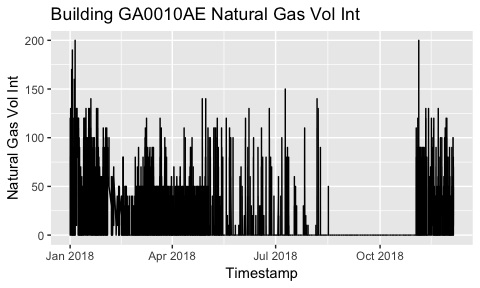 Building GA0010AE Natural Gas Vol Int
Natural Gas Vol Int
200
150
100
50
0
Jan 2018
Apr 2018
Jul 2018
Oct 2018
Timestamp